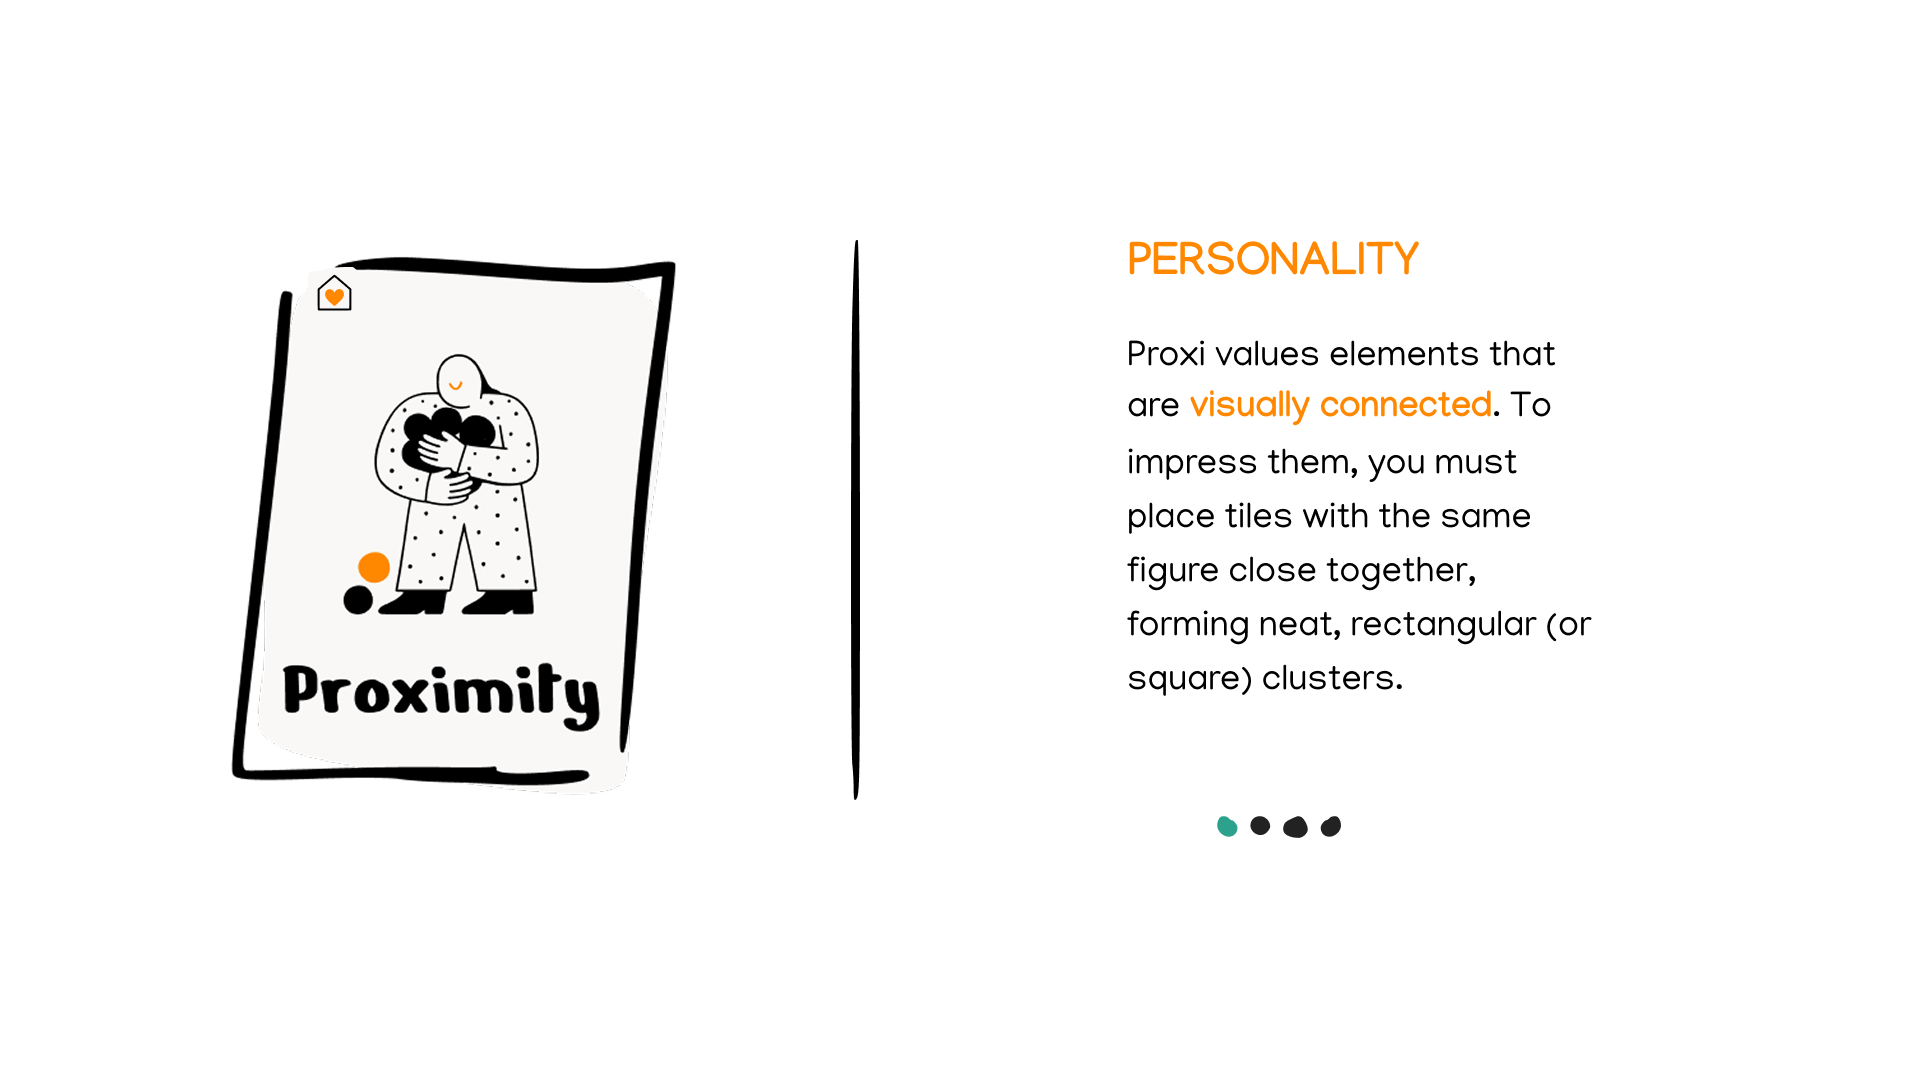 Proximity
PERSONALITY
Proxi values elements that
are visually connected. To
impress them, you must
place tiles with the same
figure close together,
forming neat, rectangular (or
square) clusters.